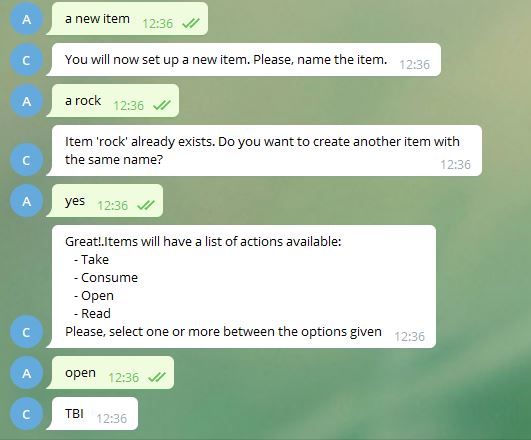 A a new item 12:36
You will now set up a new item. Please, name the item. 12:36
C
A a rock 12:36
Item 'rock' already exists. Do you want to create another item with
the same name? 12:36
C
A yes 12:36
Great!.Items will have a list of actions available:
- Take
- Consume
- Open
- Read
Please, select one or more between the options given 12:36
C
A open 12:36
C TBI 12:36